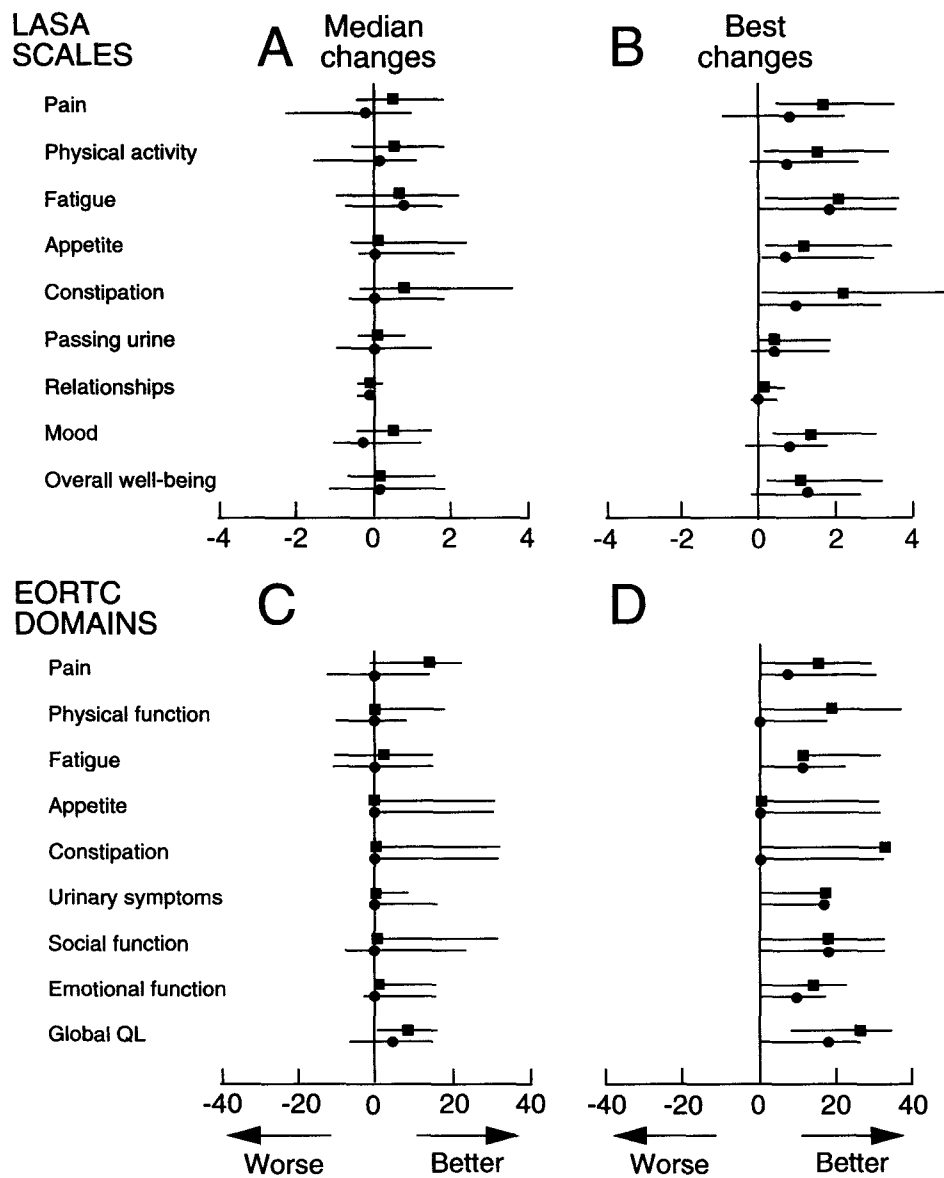 LASA
SCALES
A
Median
changes
B
Best
changes
Pain
Physical activity
Fatigue
Appetite
Constipation
Passing urine
Relationships
Mood
Overall well-being
-4 -2 0 2 4
-4 -2 0 2 4
EORTC
DOMAINS
C
D
Pain
Physical function
Fatigue
Appetite
Constipation
Urinary symptoms
Social function
Emotional function
Global QL
-40 -20 0 20 40
-40 -20 0 20 40
Worse Better
Worse Better